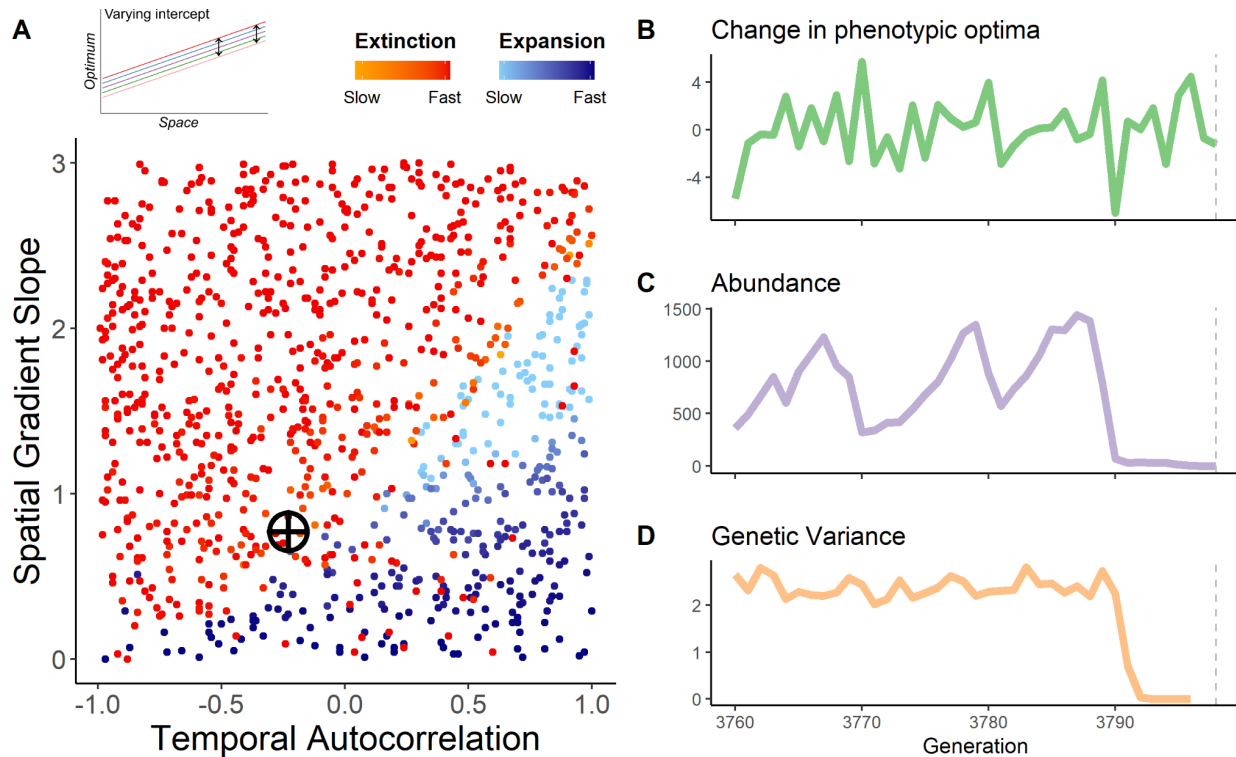 A
Varying intercept
Optimum
Space
Extinction
Slow Fast
Expansion
Slow Fast
Spatial Gradient Slope
3
2
1
0
-1.0 -0.5 0.0 0.5 1.0
Temporal Autocorrelation
B Change in phenotypic optima
4
0
-4
C Abundance
1500
1000
500
0
D Genetic Variance
2
1
0
3760 3770 3780 3790
Generation